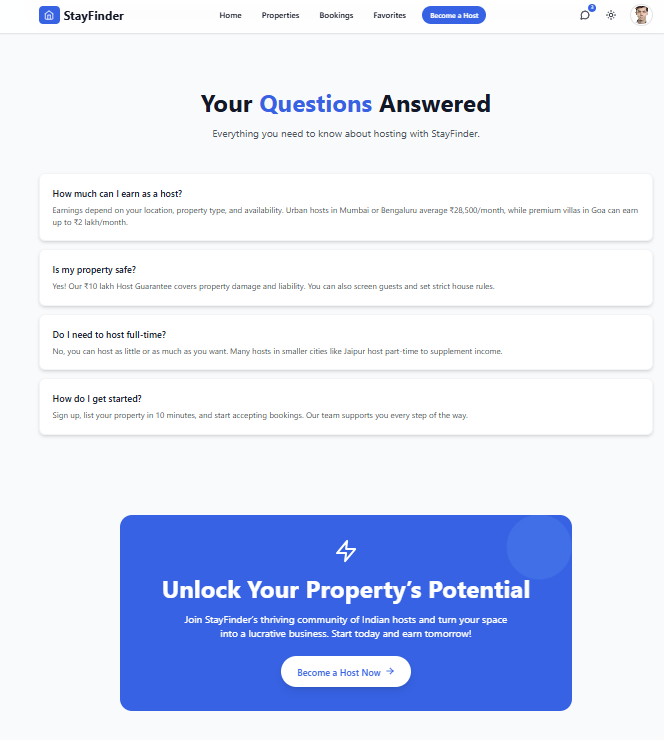 StayFinder
Home Properties Bookings Favorites Become a Host
Your Questions Answered
Everything you need to know about hosting with StayFinder.
How much can I earn as a host?
Earnings depend on your location, property type, and availability. Urban hosts in Mumbai or Bengaluru average ₹28,500/month, while premium villas in Goa can earn
up to ₹2 lakh/month.
Is my property safe?
Yes! Our ₹10 lakh Host Guarantee covers property damage and liability. You can also screen guests and set strict house rules.
Do I need to host full-time?
No, you can host as little or as much as you want. Many hosts in smaller cities like Jaipur host part-time to supplement income.
How do I get started?
Sign up, list your property in 10 minutes, and start accepting bookings. Our team supports you every step of the way.
Unlock Your Property’s Potential
Join StayFinder’s thriving community of Indian hosts and turn your space
into a lucrative business. Start today and earn tomorrow!
Become a Host Now →